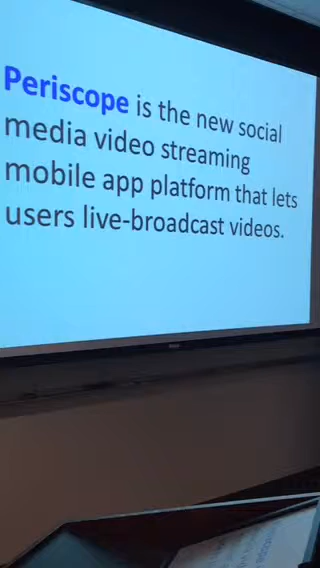 Periscope is the new social
media video streaming
mobile app platform that lets
users live-broadcast videos.